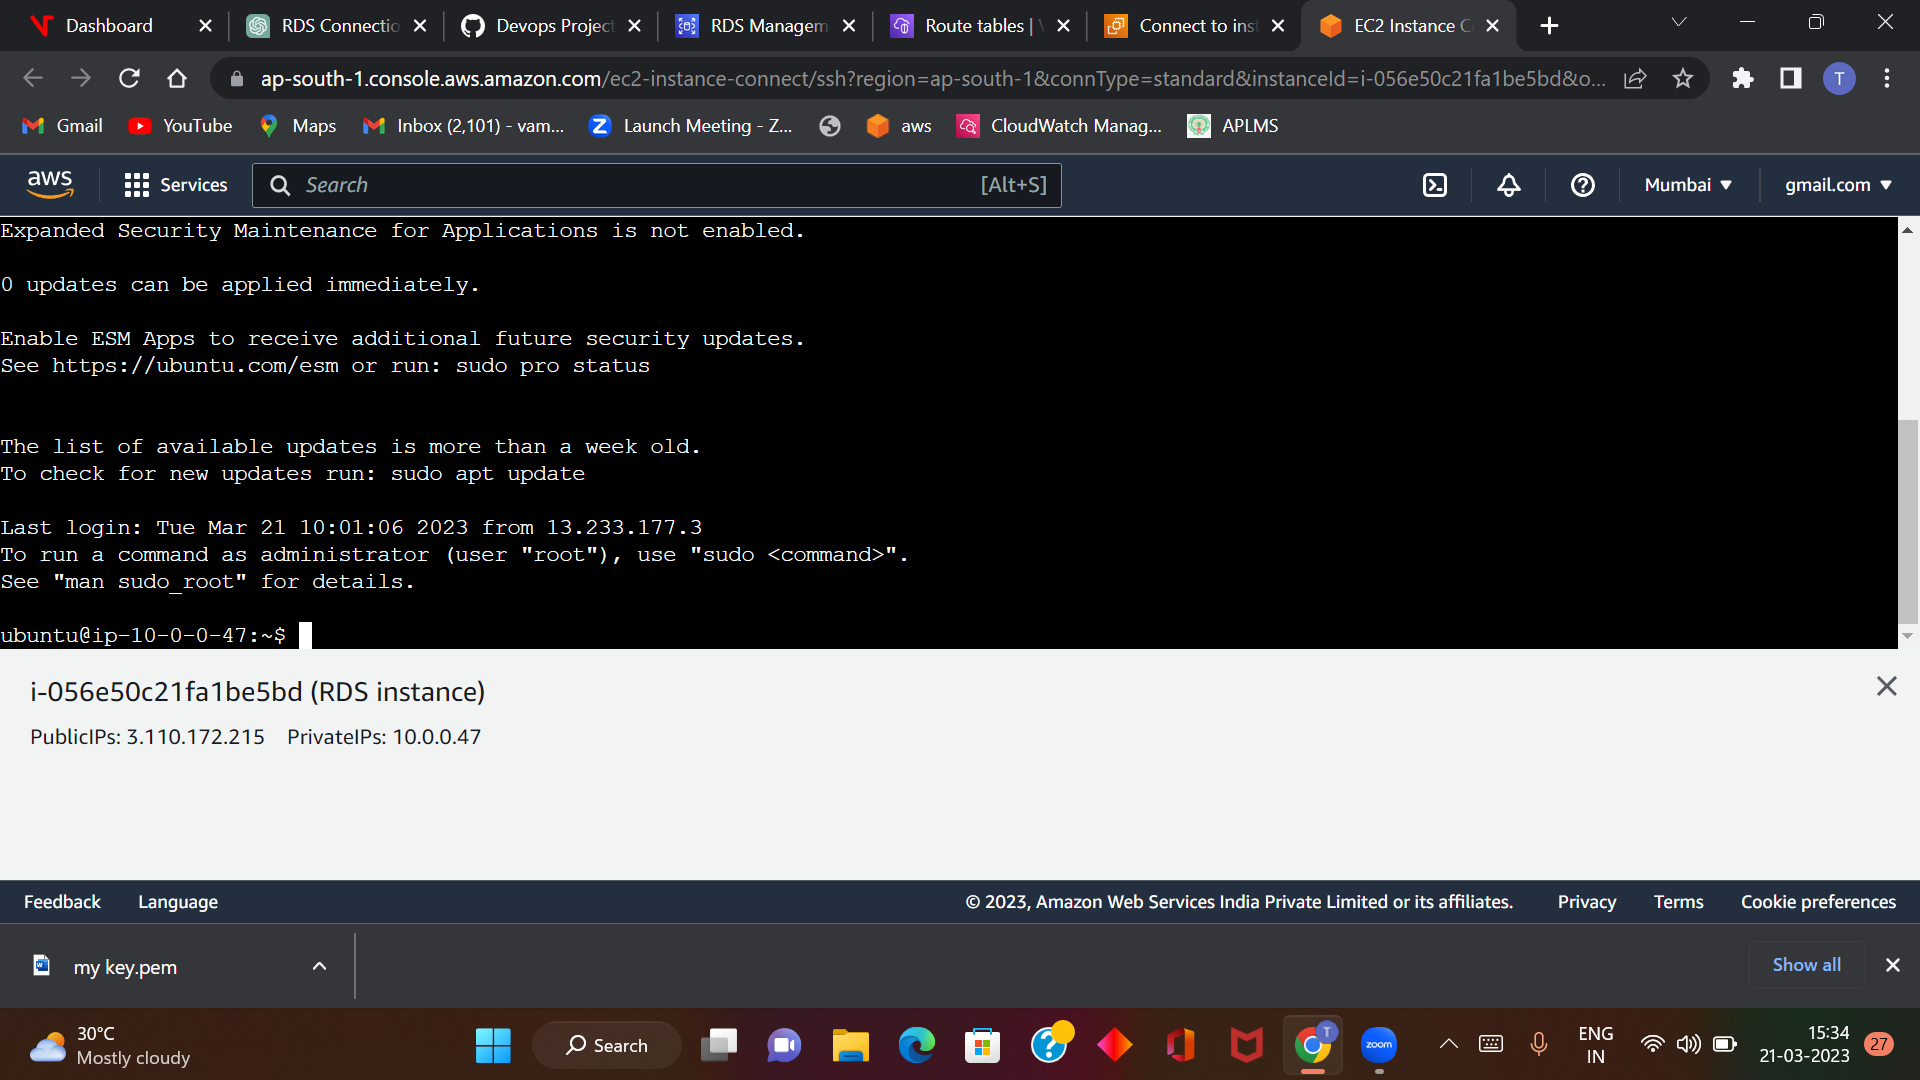 Dashboard
RDS Connectio
Devops Project
RDS Managem
Route tables |
Connect to inst
EC2 Instance C
ap-south-1.console.aws.amazon.com/ec2-instance-connect/ssh?region=ap-south-1&connType=standard&instanceId=i-056e50c21fa1be5bd&o...
T
Gmail
YouTube
Maps
Inbox (2,101) - vam...
Launch Meeting - Z...
aws
CloudWatch Manag...
APLMS
aws
Services
Search
[Alt+S]
Mumbai
gmail.com
Expanded Security Maintenance for Applications is not enabled.
0 updates can be applied immediately.
Enable ESM Apps to receive additional future security updates.
See https://ubuntu.com/esm or run: sudo pro status
The list of available updates is more than a week old.
To check for new updates run: sudo apt update
Last login: Tue Mar 21 10:01:06 2023 from 13.233.177.3
To run a command as administrator (user "root"), use "sudo <command>".
See "man sudo_root" for details.
ubuntu@ip-10-0-0-47:~$
i-056e50c21fa1be5bd (RDS instance)
PublicIPs: 3.110.172.215 PrivateIPs: 10.0.0.47
Feedback
Language
© 2023, Amazon Web Services India Private Limited or its affiliates.
Privacy
Terms
Cookie preferences
my key.pem
Show all
30°C
Mostly cloudy
Search
T
zoom
ENG
IN
15:34
21-03-2023
27